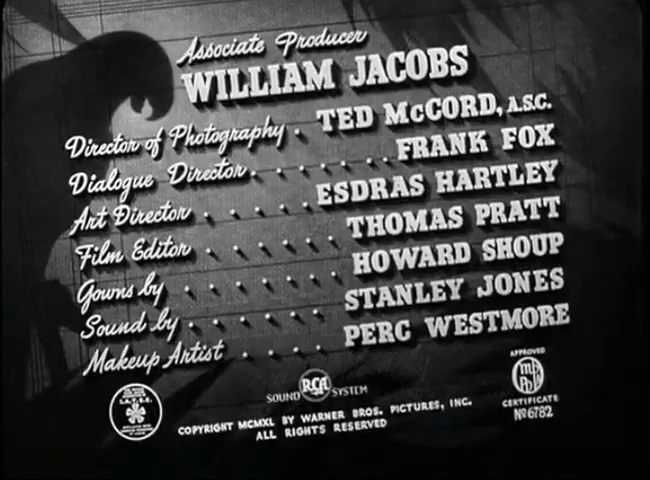 Associate Producer
WILLIAM JACOBS
Director of Photography . TED McCORD, A.S.C.
Dialogue Director . . . . . . . . FRANK FOX
Art Director . . . . . ESDRAS HARTLEY
Film Editor . . . . . . THOMAS PRATT
Gowns by . . . . . . . HOWARD SHOUP
Sound by . . . . . . . STANLEY JONES
Makeup Artist . . . . PERC WESTMORE
SOUND RCA SYSTEM
COPYRIGHT MCMXL BY WARNER BROS. PICTURES, INC.
ALL RIGHTS RESERVED
APPROVED
CERTIFICATE
No 6782